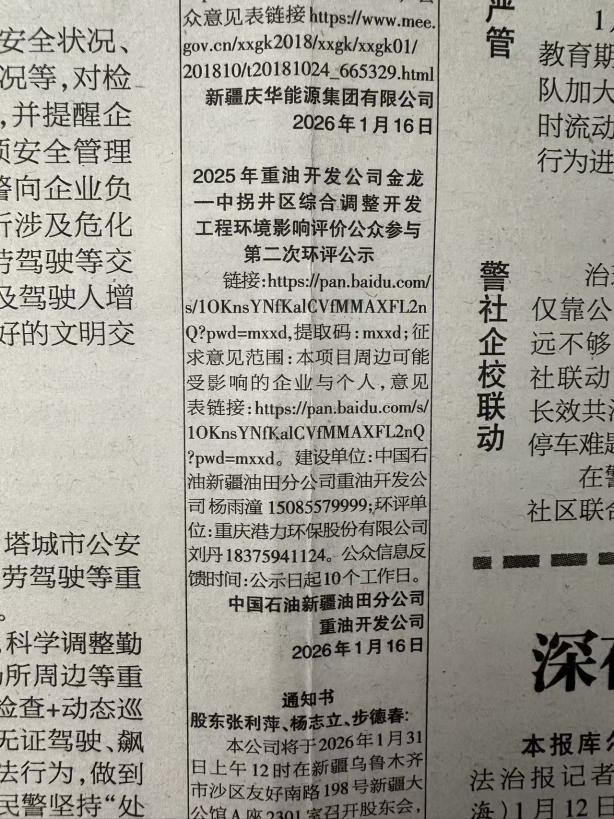 安全状况、
况等,对检
,并提醒企
项安全管理
警向企业负
所涉及危化
劳驾驶等交
及驾驶人增
好的文明交
塔城市公安
劳驾驶等重
。
科学调整勤
场所周边等重
检查+动态巡
无证驾驶、飙
法行为,做到
民警坚持“处
众意见表链接https://www.mee.
gov.cn/xxgk2018/xxgk/xxgk01/
201810/t20181024_665329.html
新疆庆华能源集团有限公司
2026年1月16日
2025年重油开发公司金龙
—中拐井区综合调整开发
工程环境影响评价公众参与
第二次环评公示
链接:https://pan.baidu.com/
s/1OKnsYNfKalCVfMMAXFL2n
Q?pwd=mxxd,提取码:mxxd;征
求意见范围:本项目周边可能
受影响的企业与个人,意见
表链接:https://pan.baidu.com/s/
1OKnsYNfKalCVfMMAXFL2nQ
?pwd=mxxd。建设单位:中国石
油新疆油田分公司重油开发公
司杨雨潼 15085579999;环评单
位:重庆港力环保股份有限公司
刘丹18375941124。公众信息反
馈时间:公示日起10个工作日。
中国石油新疆油田分公司
重油开发公司
2026年1月16日
通知书
股东张利萍、杨志立、步德春:
本公司将于2026年1月31
日上午12时在新疆乌鲁木齐
市沙区友好南路198号新疆大
公馆A座2301室召开股东会,
严管
警社企校联动
教育期
队加大
时流动
行为进
仅靠公
远不够
社联动
长效共治
停车难题
在警
社区联合
深夜
本报库尔
法治报记者
海)1月12日